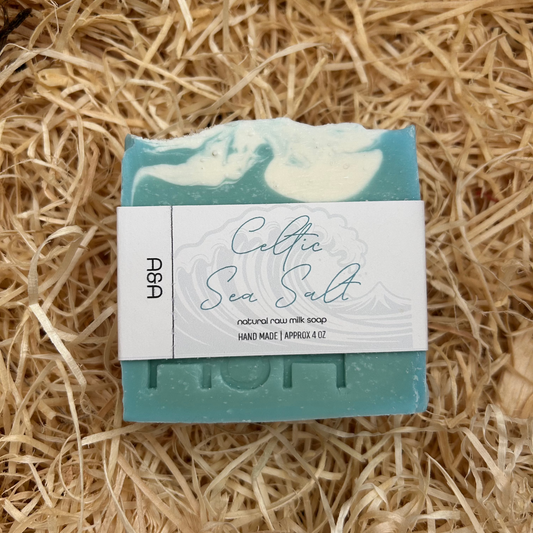 A&A
Celtic
Sea Salt
natural raw milk soap
HAND MADE | APPROX 4 OZ